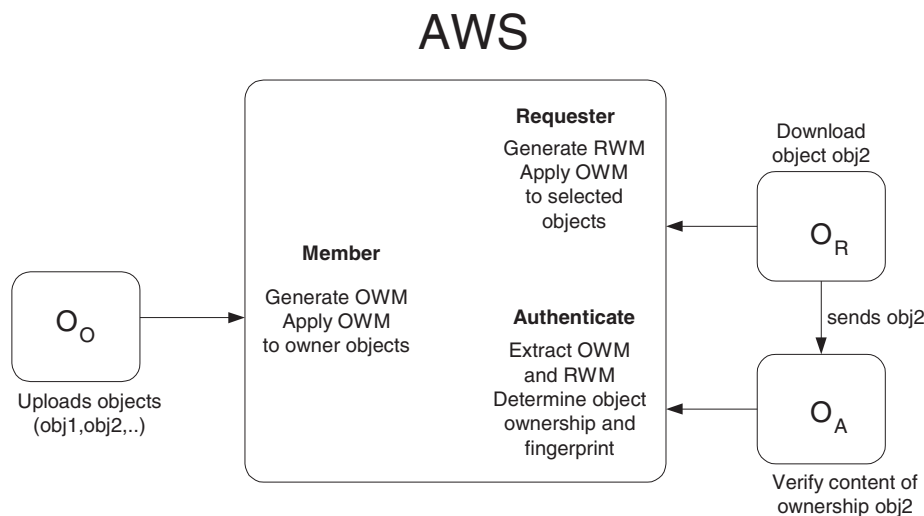 AWS
Requester
Generate RWM
Apply OWM
to selected
objects
Download
object obj2
O_R
Member
Generate OWM
Apply OWM
to owner objects
O_O
Uploads objects
(obj1,obj2,..)
sends obj2
Authenticate
Extract OWM
and RWM
Determine object
ownership and
fingerprint
O_A
Verify content of
ownership obj2